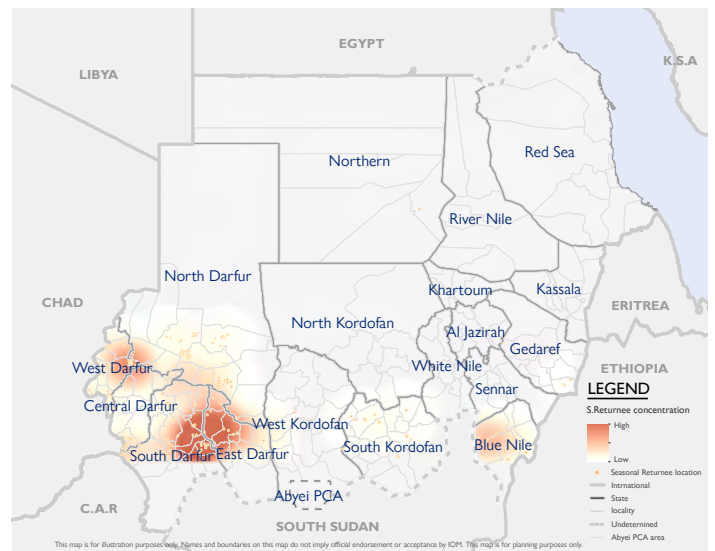 EGYPT
LIBYA
K.S.A
Red Sea
Northern
River Nile
North Darfur
Khartoum
Kassala
CHAD
ERITREA
North Kordofan
Al Jazirah
Gedaref
West Darfur
White Nile
ETHIOPIA
Sennar
LEGEND
Central Darfur
S.Returnee concentration
High
West Kordofan
South Kordofan
Blue Nile
South Darfur
East Darfur
Low
Seasonal Returnee location
Intrnational
State
Abyei PCA
locality
C.A.R
Undetermined
SOUTH SUDAN
Abyei PCA area
This map is for illustration purposes only. Names and boundaries on this map do not imply official endorsement or acceptance by IOM. This map is for planning purposes only.